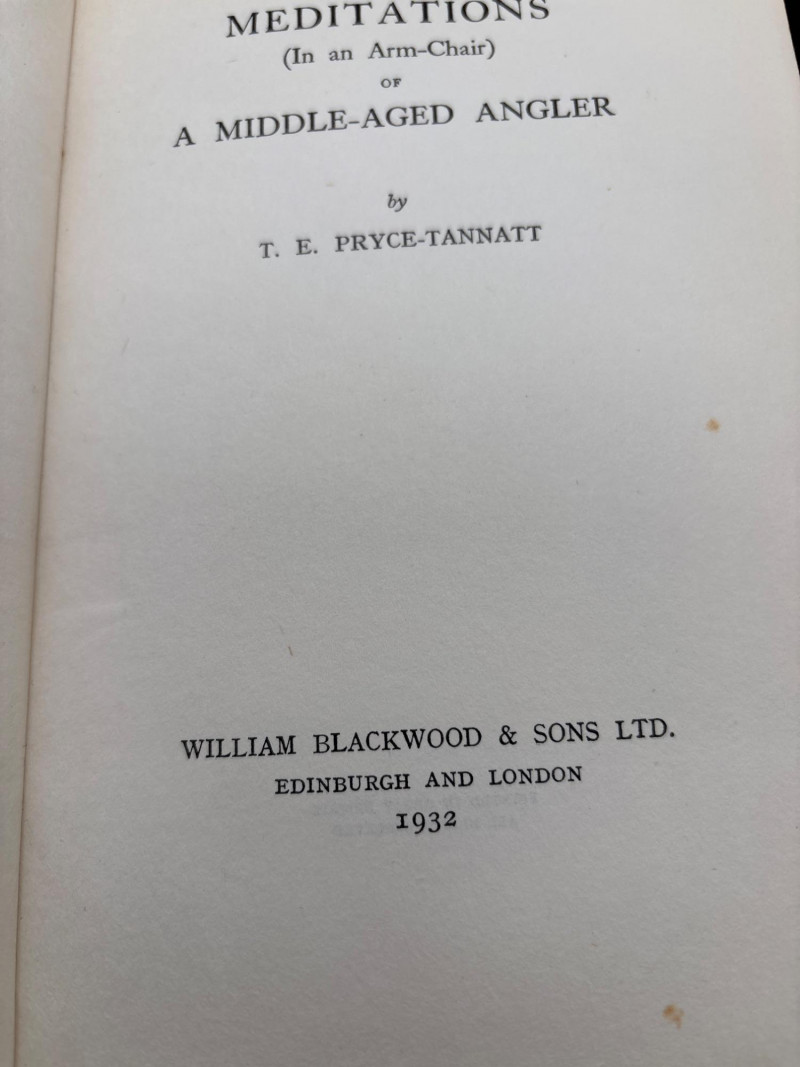 MEDITATIONS
(In an Arm-Chair)
OF
A MIDDLE-AGED ANGLER
by
T. E. PRYCE-TANNATT
WILLIAM BLACKWOOD & SONS LTD.
EDINBURGH AND LONDON
1932